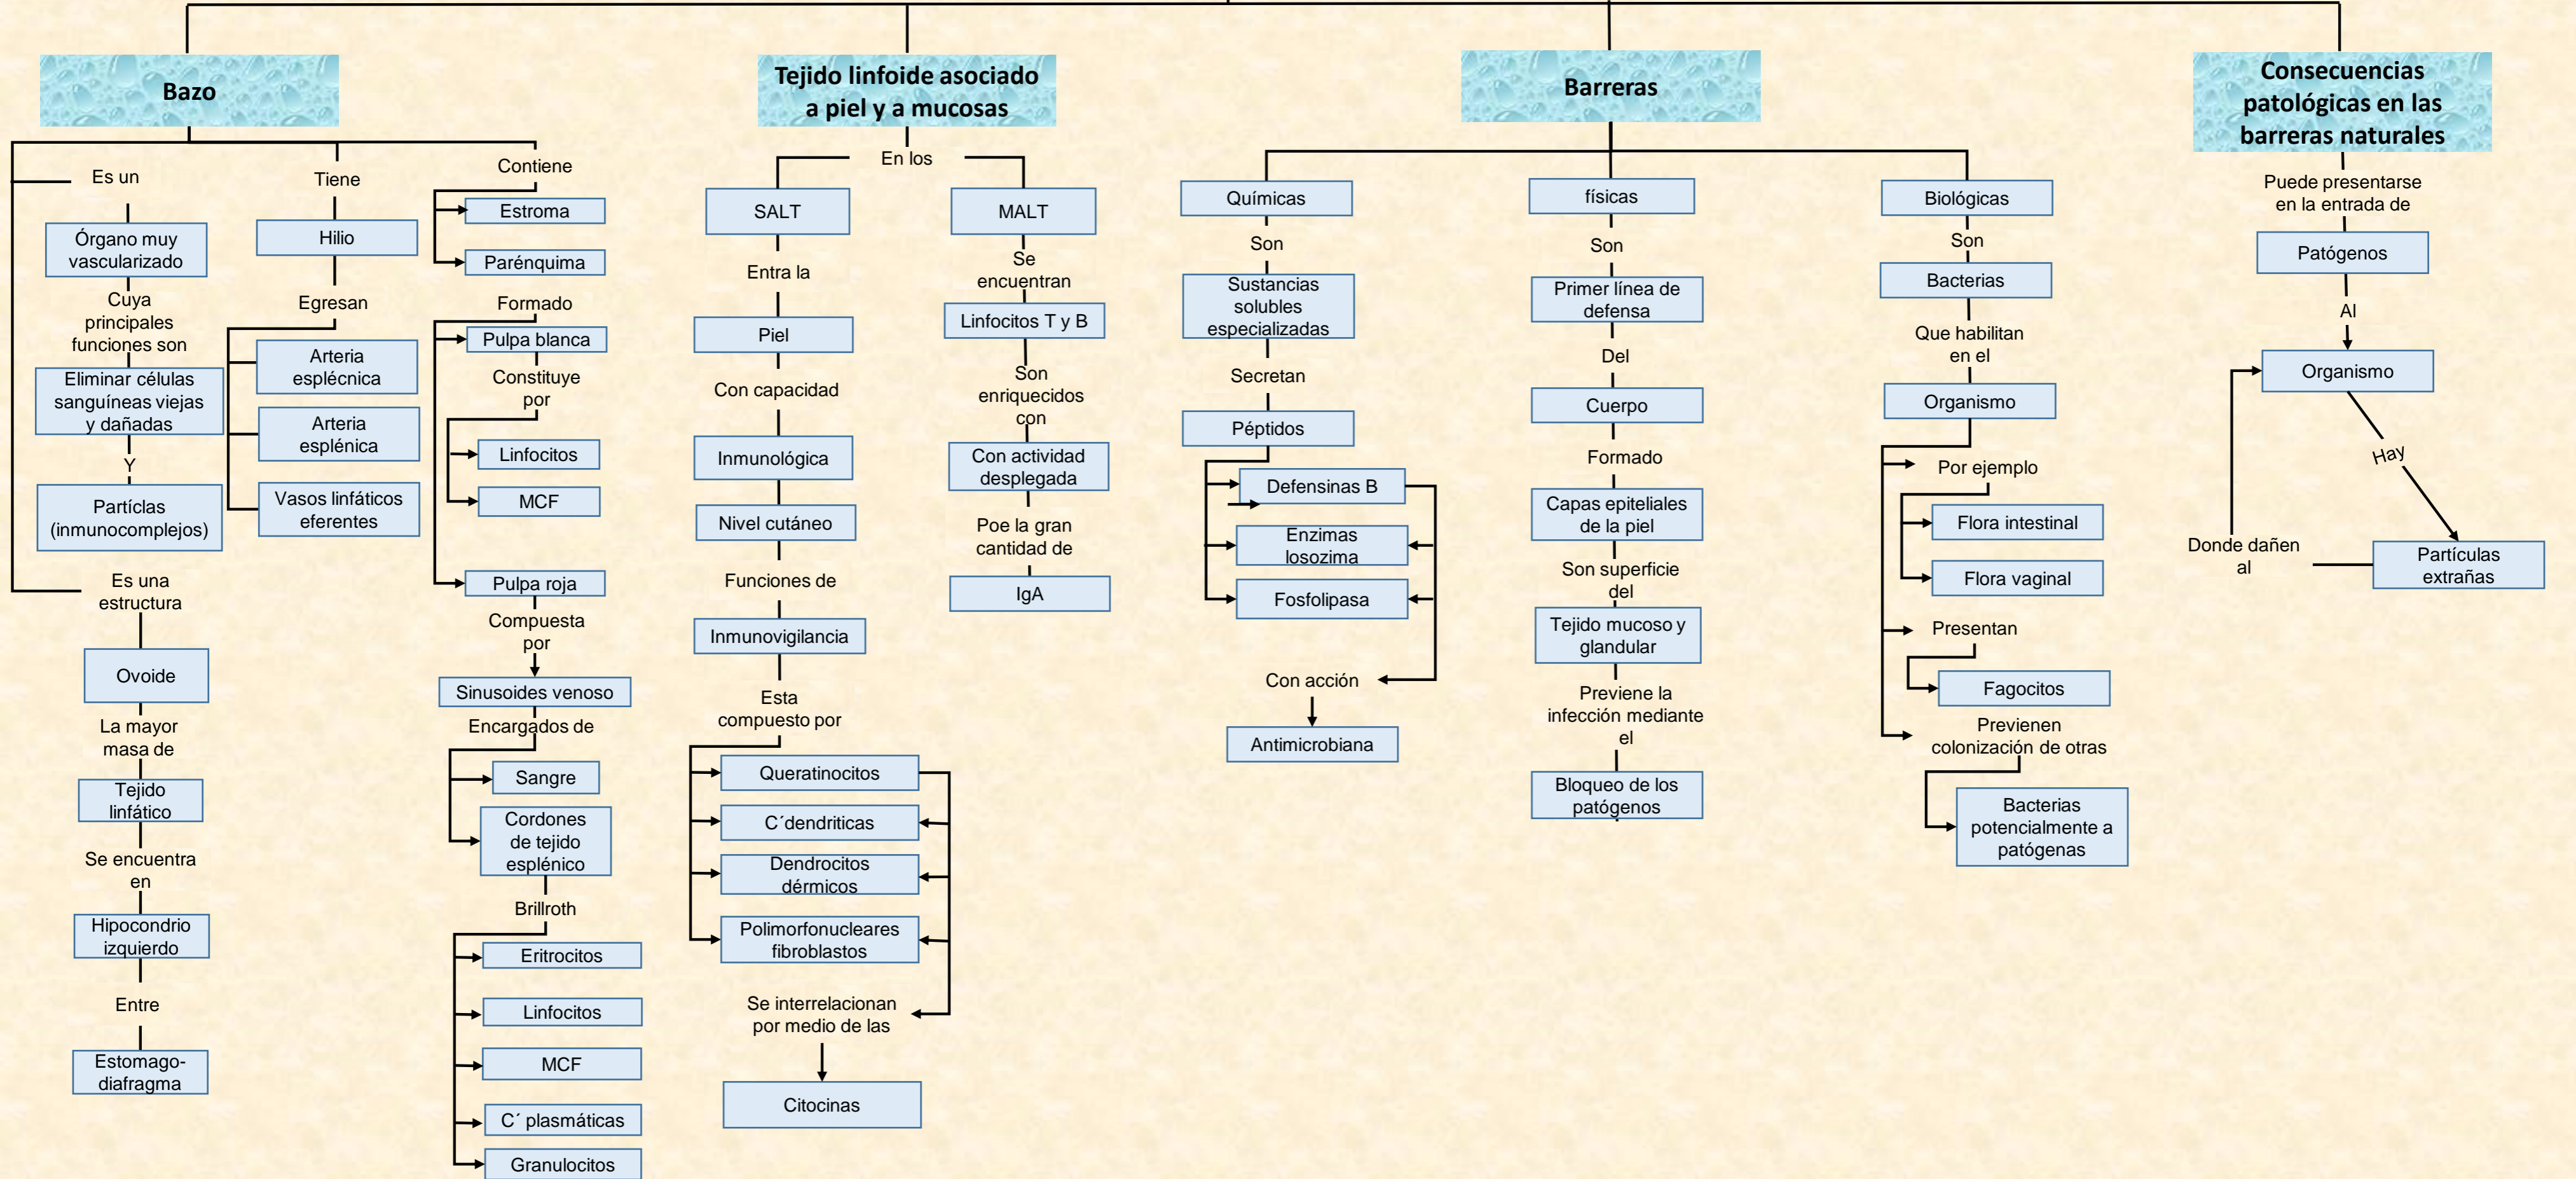 Bazo
Es un
Órgano muy
vascularizado
Cuya
principales
funciones son
Eliminar células
sanguíneas viejas
y dañadas
Y
Partíclas
(inmunocomplejos)
Es una
estructura
Ovoide
La mayor
masa de
Tejido
linfático
Se encuentra
en
Hipocondrio
izquierdo
Entre
Estomago-
diafragma
Tiene
Hilio
Egresan
Arteria
esplécnica
Arteria
esplénica
Vasos linfáticos
eferentes
Contiene
Estroma
Parénquima
Formado
Pulpa blanca
Constituye
por
Linfocitos
MCF
Pulpa roja
Compuesta
por
Sinusoides venoso
Encargados de
Sangre
Cordones
de tejido
esplénico
Brillroth
Eritrocitos
Linfocitos
MCF
C´ plasmáticas
Granulocitos
Tejido linfoide asociado
a piel y a mucosas
En los
SALT
Entra la
Piel
Con capacidad
Inmunológica
Nivel cutáneo
Funciones de
Inmunovigilancia
Esta
compuesto por
Queratinocitos
C´dendriticas
Dendrocitos
dérmicos
Polimorfonucleares
fibroblastos
Se interrelacionan
por medio de las
Citocinas
MALT
Se
encuentran
Linfocitos T y B
Son
enriquecidos
con
Con actividad
desplegada
Poe la gran
cantidad de
IgA
Barreras
Químicas
Son
Sustancias
solubles
especializadas
Secretan
Péptidos
Defensinas B
Enzimas
losozima
Fosfolipasa
Con acción
Antimicrobiana
físicas
Son
Primer línea de
defensa
Del
Cuerpo
Formado
Capas epiteliales
de la piel
Son superficie
del
Tejido mucoso y
glandular
Previene la
infección mediante
el
Bloqueo de los
patógenos
Biológicas
Son
Bacterias
Que habilitan
en el
Organismo
Por ejemplo
Flora intestinal
Flora vaginal
Presentan
Fagocitos
Previenen
colonización de otras
Bacterias
potencialmente a
patógenas
Consecuencias
patológicas en las
barreras naturales
Puede presentarse
en la entrada de
Patógenos
Al
Organismo
Hay
Partículas
extrañas
Donde dañen
al